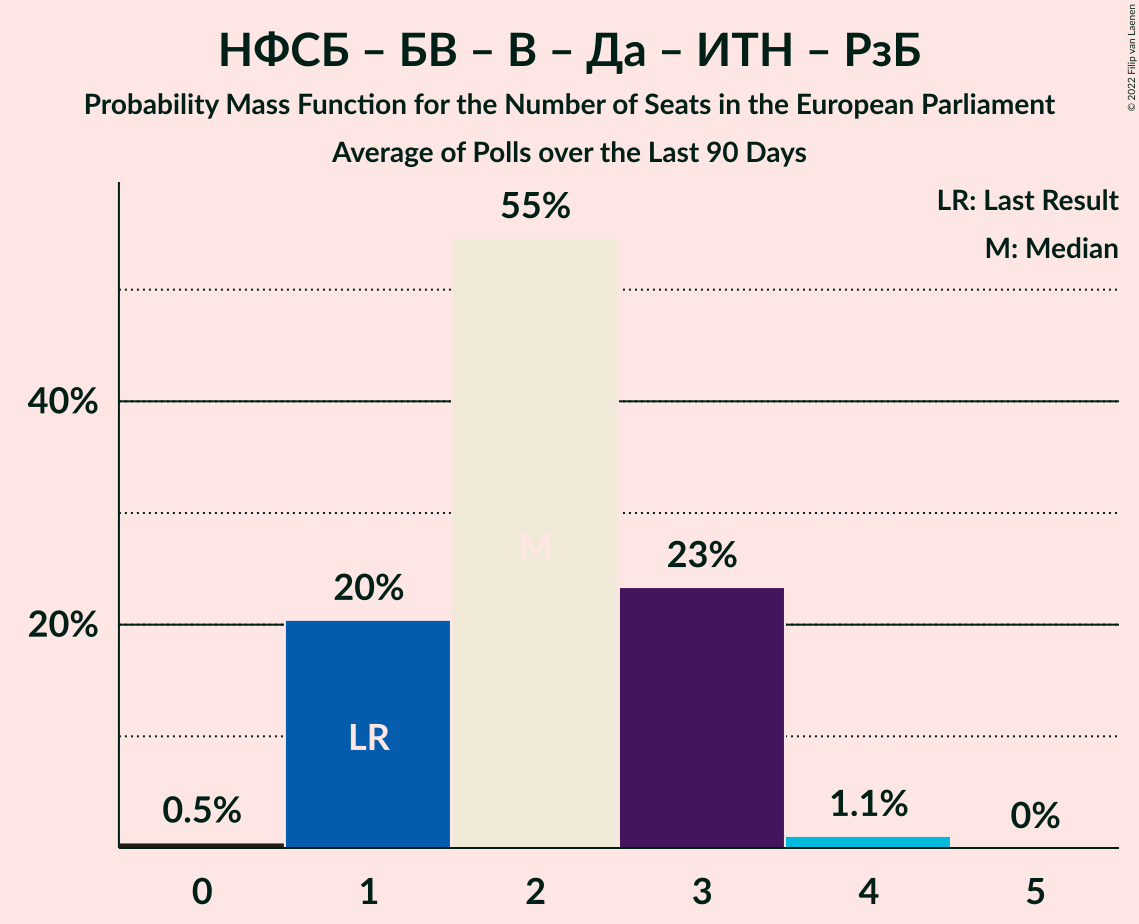 НФСБ – БВ – В – Да – ИТН – РзБ
Probability Mass Function for the Number of Seats in the European Parliament
Average of Polls over the Last 90 Days
© 2022 Filip van Laenen
LR: Last Result
M: Median
55%
40%
M
23%
20%
20%
LR
0.5%
1.1%
0%
0 1 2 3 4 5